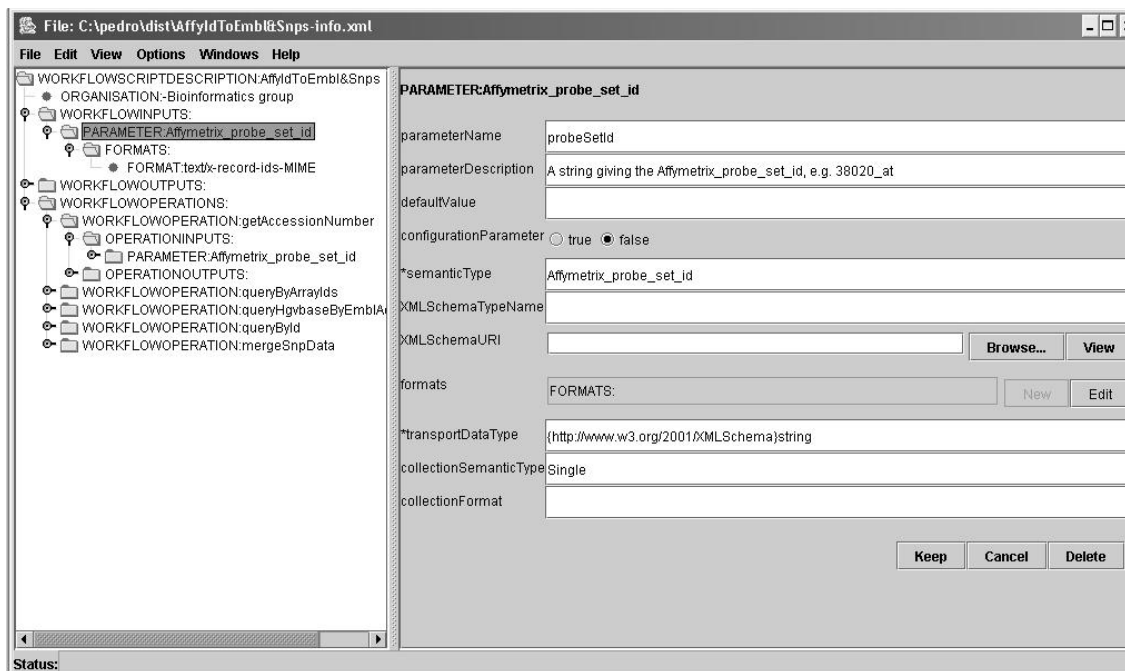 File: C:\pedro\dist\AffyIdToEmbl&Snps-info.xml
File Edit View Options Windows Help
WORKFLOWSCRIPTDESCRIPTION:AffyIdToEmbl&Snps
ORGANISATION:-Bioinformatics group
WORKFLOWINPUTS:
PARAMETER:Affymetrix_probe_set_id
FORMATS:
FORMAT:text/x-record-ids-MIME
WORKFLOWOUTPUTS:
WORKFLOWOPERATIONS:
WORKFLOWOPERATION:getAccessionNumber
OPERATIONINPUTS:
PARAMETER:Affymetrix_probe_set_id
OPERATIONOUTPUTS:
WORKFLOWOPERATION:queryByArrayIds
WORKFLOWOPERATION:queryHgvbaseByEmblA
WORKFLOWOPERATION:queryById
WORKFLOWOPERATION:mergeSnpData
PARAMETER:Affymetrix_probe_set_id
parameterName probeSetId
parameterDescription A string giving the Affymetrix_probe_set_id, e.g. 38020_at
defaultValue
configurationParameter true false
*semanticType Affymetrix_probe_set_id
XMLSchemaTypeName
XMLSchemaURI Browse... View
formats FORMATS: New Edit
*transportDataType {http://www.w3.org/2001/XMLSchema}string
collectionSemanticType Single
collectionFormat
Keep Cancel Delete
Status: